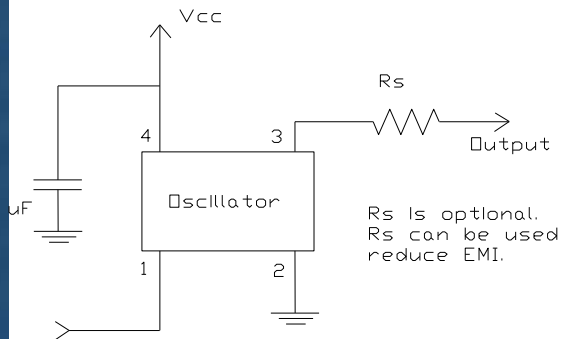 Vcc
Rs
4
3
Output
Oscillator
uF
Rs is optional.
Rs can be used
reduce EMI.
1
2